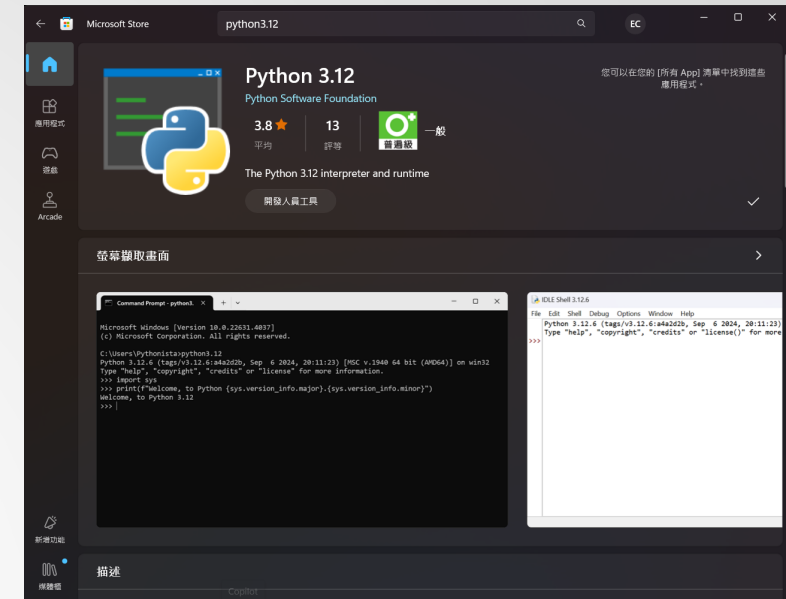 Microsoft Store
python3.12
EC
Python 3.12
Python Software Foundation
您可以在您的 [所有 App] 清單中找到這些
應用程式。
3.8
13
普遍級
一般
平均
評等
The Python 3.12 interpreter and runtime
開發人員工具
應用程式
遊戲
Arcade
螢幕擷取畫面
Command Prompt - python3.
Microsoft Windows [Version 10.0.22631.4037]
(c) Microsoft Corporation. All rights reserved.
C:\Users\Pythonista>python3.12
Python 3.12.6 (tags/v3.12.6:a4a2d2b, Sep  6 2024, 20:11:23) [MSC v.1940 64 bit (AMD64)] on win32
Type "help", "copyright", "credits" or "license" for more information.
>>> import sys
>>> print(f"Welcome, to Python {sys.version_info.major}.{sys.version_info.minor}")
Welcome, to Python 3.12
>>>
IDLE Shell 3.12.6
File Edit Shell Debug Options Window Help
Python 3.12.6 (tags/v3.12.6:a4a2d2b, Sep  6 2024, 20:11:23)
Type "help", "copyright", "credits" or "license()" for more
>>>
新增功能
媒體櫃
描述
Copilot